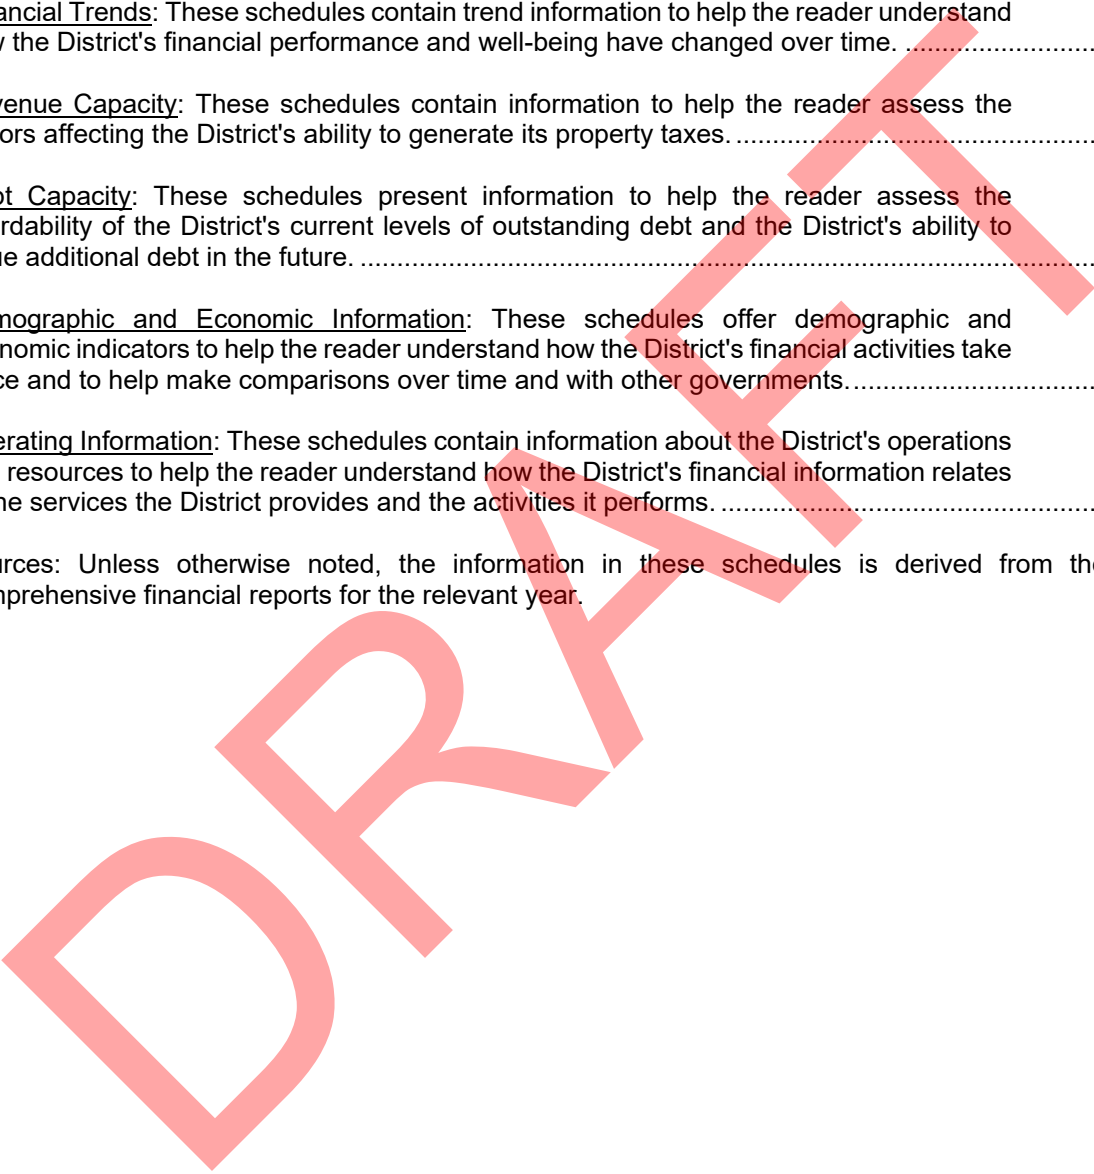 ancial Trends: These schedules contain trend information to help the reader understand
the District's financial performance and well-being have changed over time. ..........................
venue Capacity: These schedules contain information to help the reader assess the
ors affecting the District's ability to generate its property taxes. .................................................
t Capacity: These schedules present information to help the reader assess the
rdability of the District's current levels of outstanding debt and the District's ability to
e additional debt in the future. ....................................................................................................
mographic and Economic Information: These schedules offer demographic and
nomic indicators to help the reader understand how the District's financial activities take
ce and to help make comparisons over time and with other governments. .................................
erating Information: These schedules contain information about the District's operations
resources to help the reader understand how the District's financial information relates
he services the District provides and the activities it performs. ...................................................
urces: Unless otherwise noted, the information in these schedules is derived from the
mprehensive financial reports for the relevant year.
DRAFT